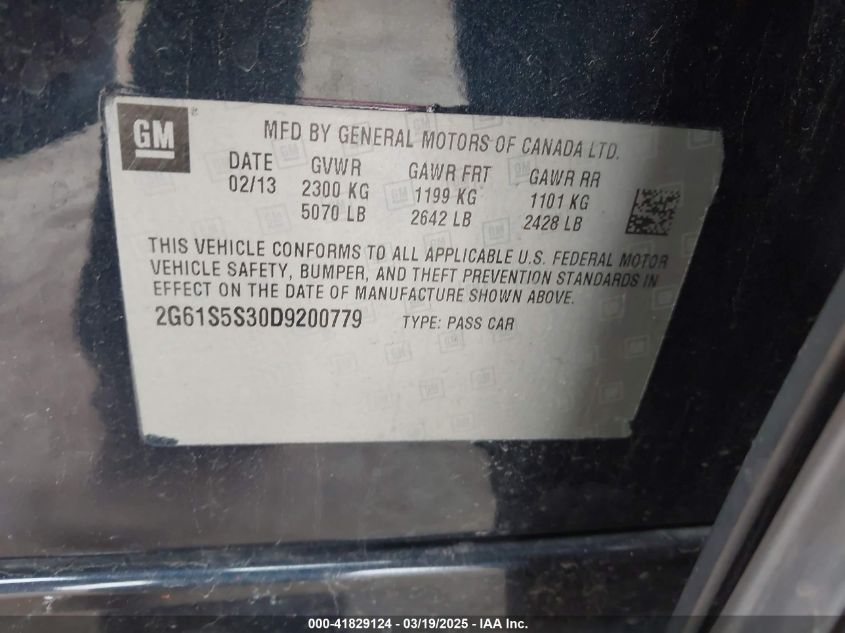 GM
MFD BY GENERAL MOTORS OF CANADA LTD.
DATE GVWR GAWR FRT GAWR RR
02/13 2300 KG 1199 KG 1101 KG
5070 LB 2642 LB 2428 LB
THIS VEHICLE CONFORMS TO ALL APPLICABLE U.S. FEDERAL MOTOR
VEHICLE SAFETY, BUMPER, AND THEFT PREVENTION STANDARDS IN
EFFECT ON THE DATE OF MANUFACTURE SHOWN ABOVE.
2G61S5S30D9200779 TYPE: PASS CAR
000-41829124 - 03/19/2025 - IAA Inc.